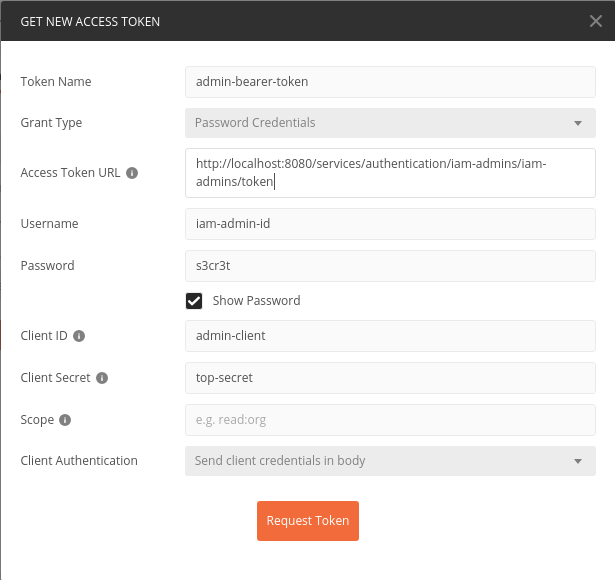 GET NEW ACCESS TOKEN
Token Name
admin-bearer-token
Grant Type
Password Credentials
Access Token URL
http://localhost:8080/services/authentication/iam-admins/iam-
admins/token
Username
iam-admin-id
Password
s3cr3t
Show Password
Client ID
admin-client
Client Secret
top-secret
Scope
e.g. read:org
Client Authentication
Send client credentials in body
Request Token